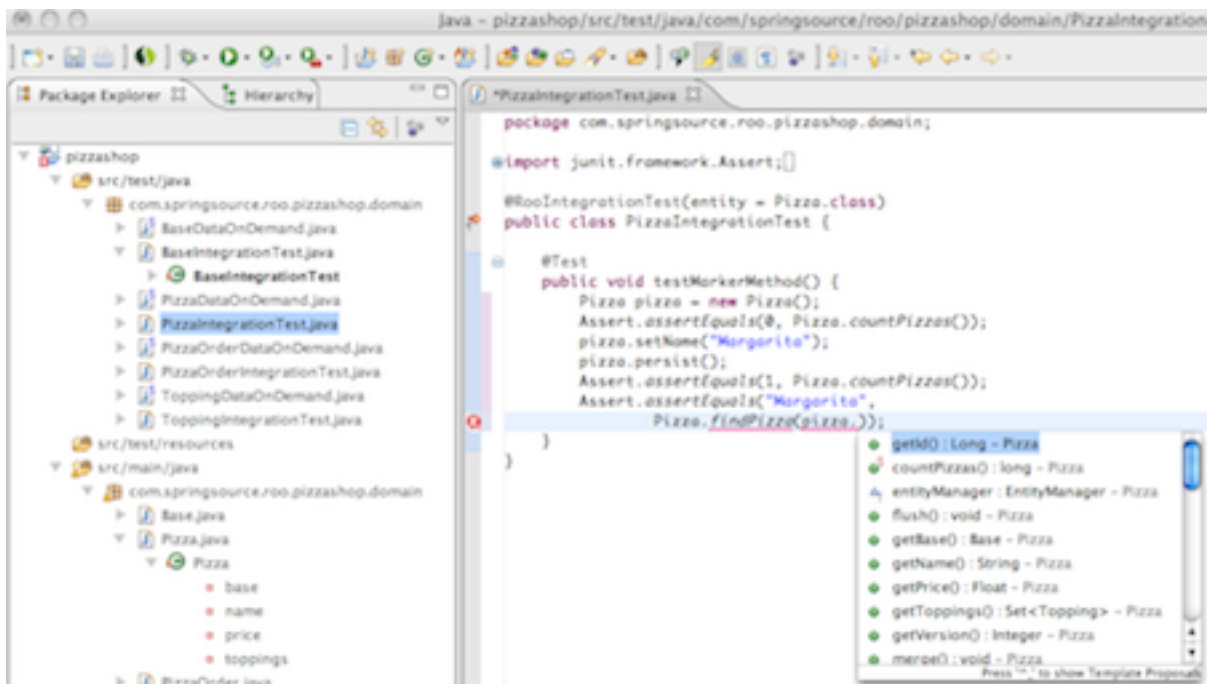 Java – pizzashop/src/test/java/com/springsource/roo/pizzashop/domain/PizzaIntegration
Package Explorer
Hierarchy
pizzashop
src/test/java
com.springsource.roo.pizzashop.domain
BaseDataOnDemand.java
BaseIntegrationTest.java
BaseIntegrationTest
PizzaDataOnDemand.java
PizzaIntegrationTest.java
PizzaOrderDataOnDemand.java
PizzaOrderIntegrationTest.java
ToppingDataOnDemand.java
ToppingIntegrationTest.java
src/test/resources
src/main/java
com.springsource.roo.pizzashop.domain
Base.java
Pizza.java
Pizza
base
name
price
toppings
PizzaOrder.java
*PizzaIntegrationTest.java
package com.springsource.roo.pizzashop.domain;
import junit.framework.Assert;
@RooIntegrationTest(entity = Pizza.class)
public class PizzaIntegrationTest {
@Test
public void testMarkerMethod() {
Pizza pizza = new Pizza();
Assert.assertEquals(0, Pizza.countPizzas());
pizza.setName("Margarita");
pizza.persist();
Assert.assertEquals(1, Pizza.countPizzas());
Assert.assertEquals("Margarita",
Pizza.findPizza(pizza.));
}
}
getId() : Long – Pizza
countPizzas() : long – Pizza
entityManager : EntityManager – Pizza
flush() : void – Pizza
getBase() : Base – Pizza
getName() : String – Pizza
getPrice() : Float – Pizza
getToppings() : Set<Topping> – Pizza
getVersion() : Integer – Pizza
merge() : void – Pizza
to show Template Proposals